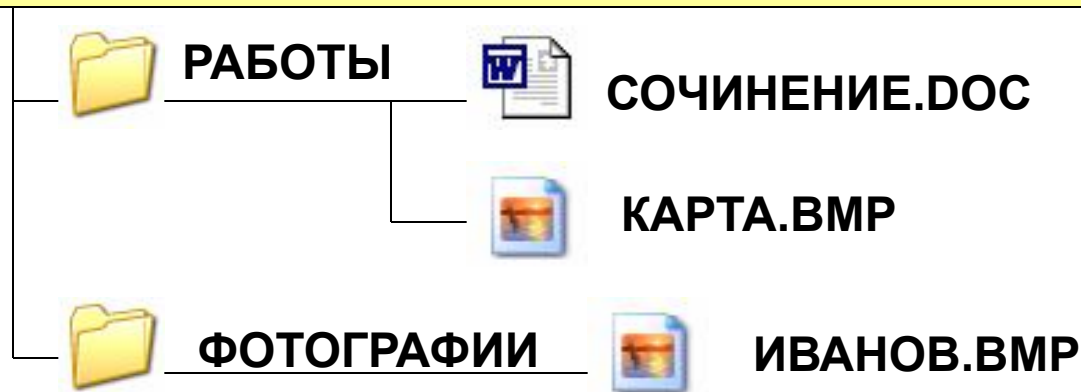 РАБОТЫ
СОЧИНЕНИЕ.DOC
КАРТА.BMP
ФОТОГРАФИИ
ИВАНОВ.BMP